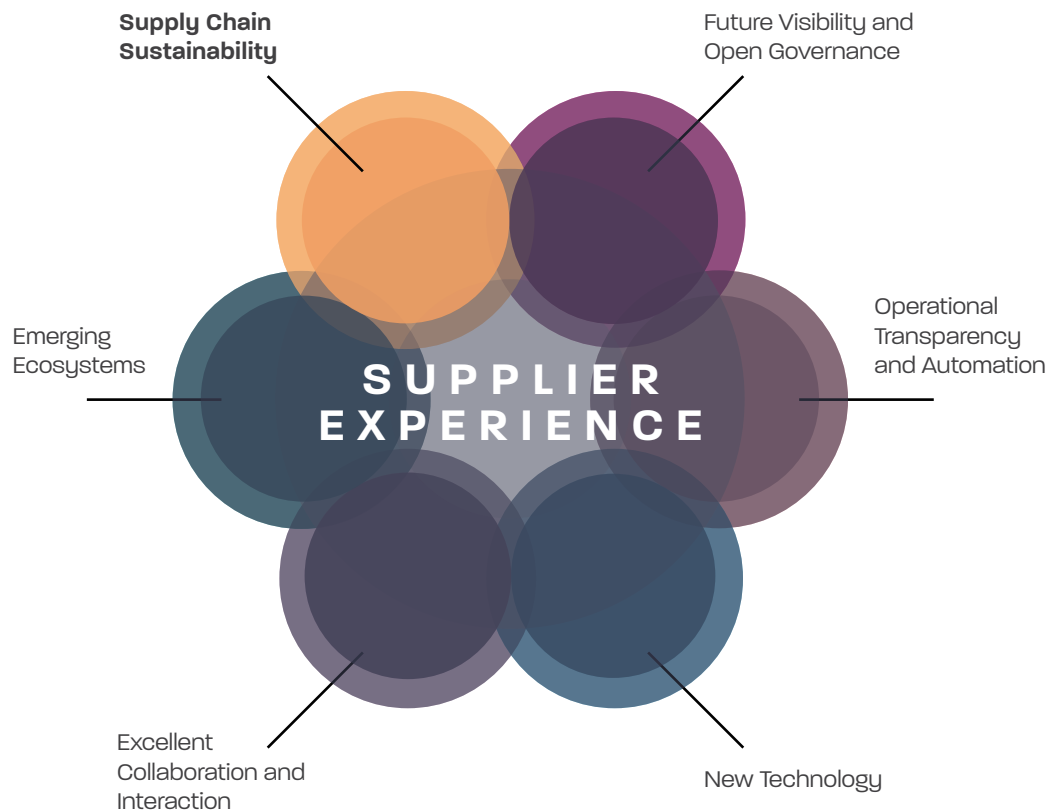 Supply Chain
Sustainability
Future Visibility and
Open Governance
Emerging
Ecosystems
SUPPLIER
EXPERIENCE
Operational
Transparency
and Automation
Excellent
Collaboration and
Interaction
New Technology